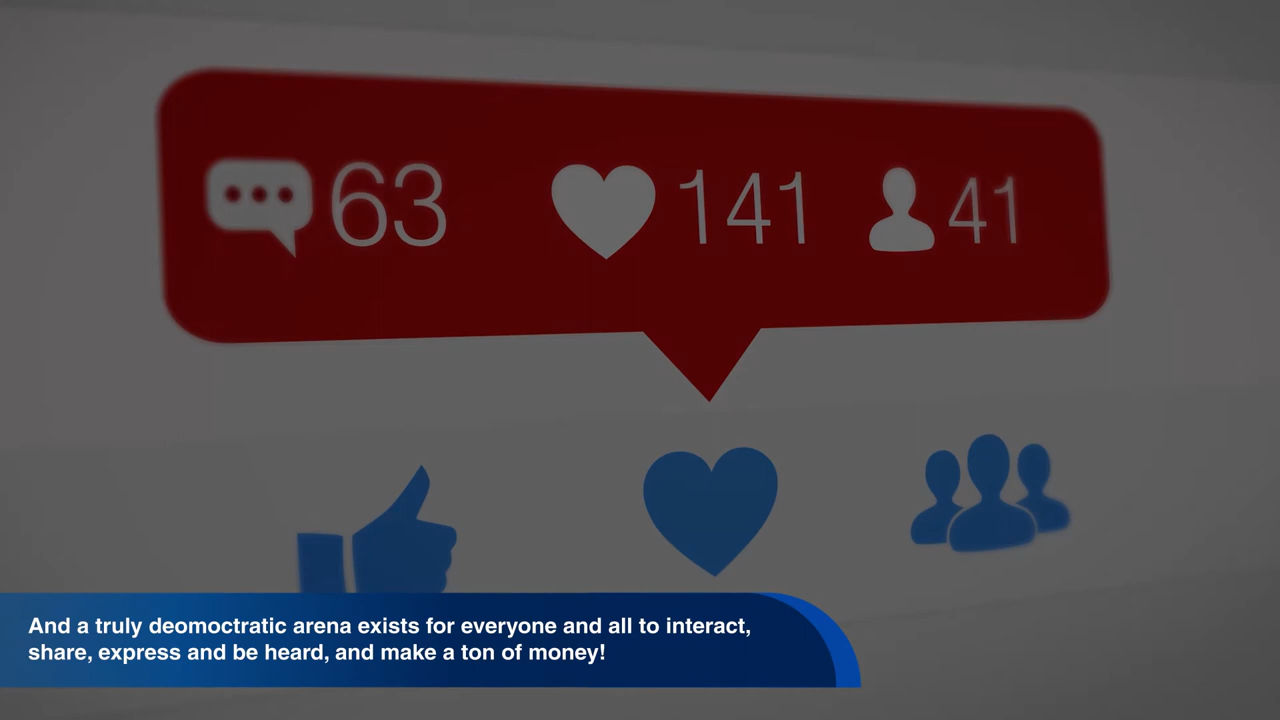 63 141 41
And a truly deomoctratic arena exists for everyone and all to interact,
share, express and be heard, and make a ton of money!